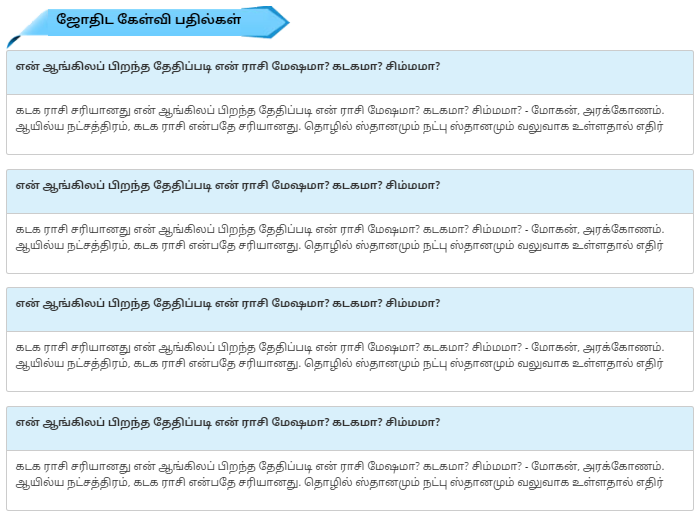 ஜோதிட கேள்வி பதில்கள்
என் ஆங்கிலப் பிறந்த தேதிப்படி என் ராசி மேஷமா? கடகமா? சிம்மமா?
கடக ராசி சரியானது என் ஆங்கிலப் பிறந்த தேதிப்படி என் ராசி மேஷமா? கடகமா? சிம்மமா? - மோகன், அரக்கோணம்.
ஆயில்ய நட்சத்திரம், கடக ராசி என்பதே சரியானது. தொழில் ஸ்தானமும் நட்பு ஸ்தானமும் வலுவாக உள்ளதால் எதிர்
என் ஆங்கிலப் பிறந்த தேதிப்படி என் ராசி மேஷமா? கடகமா? சிம்மமா?
கடக ராசி சரியானது என் ஆங்கிலப் பிறந்த தேதிப்படி என் ராசி மேஷமா? கடகமா? சிம்மமா? - மோகன், அரக்கோணம்.
ஆயில்ய நட்சத்திரம், கடக ராசி என்பதே சரியானது. தொழில் ஸ்தானமும் நட்பு ஸ்தானமும் வலுவாக உள்ளதால் எதிர்
என் ஆங்கிலப் பிறந்த தேதிப்படி என் ராசி மேஷமா? கடகமா? சிம்மமா?
கடக ராசி சரியானது என் ஆங்கிலப் பிறந்த தேதிப்படி என் ராசி மேஷமா? கடகமா? சிம்மமா? - மோகன், அரக்கோணம்.
ஆயில்ய நட்சத்திரம், கடக ராசி என்பதே சரியானது. தொழில் ஸ்தானமும் நட்பு ஸ்தானமும் வலுவாக உள்ளதால் எதிர்
என் ஆங்கிலப் பிறந்த தேதிப்படி என் ராசி மேஷமா? கடகமா? சிம்மமா?
கடக ராசி சரியானது என் ஆங்கிலப் பிறந்த தேதிப்படி என் ராசி மேஷமா? கடகமா? சிம்மமா? - மோகன், அரக்கோணம்.
ஆயில்ய நட்சத்திரம், கடக ராசி என்பதே சரியானது. தொழில் ஸ்தானமும் நட்பு ஸ்தானமும் வலுவாக உள்ளதால் எதிர்